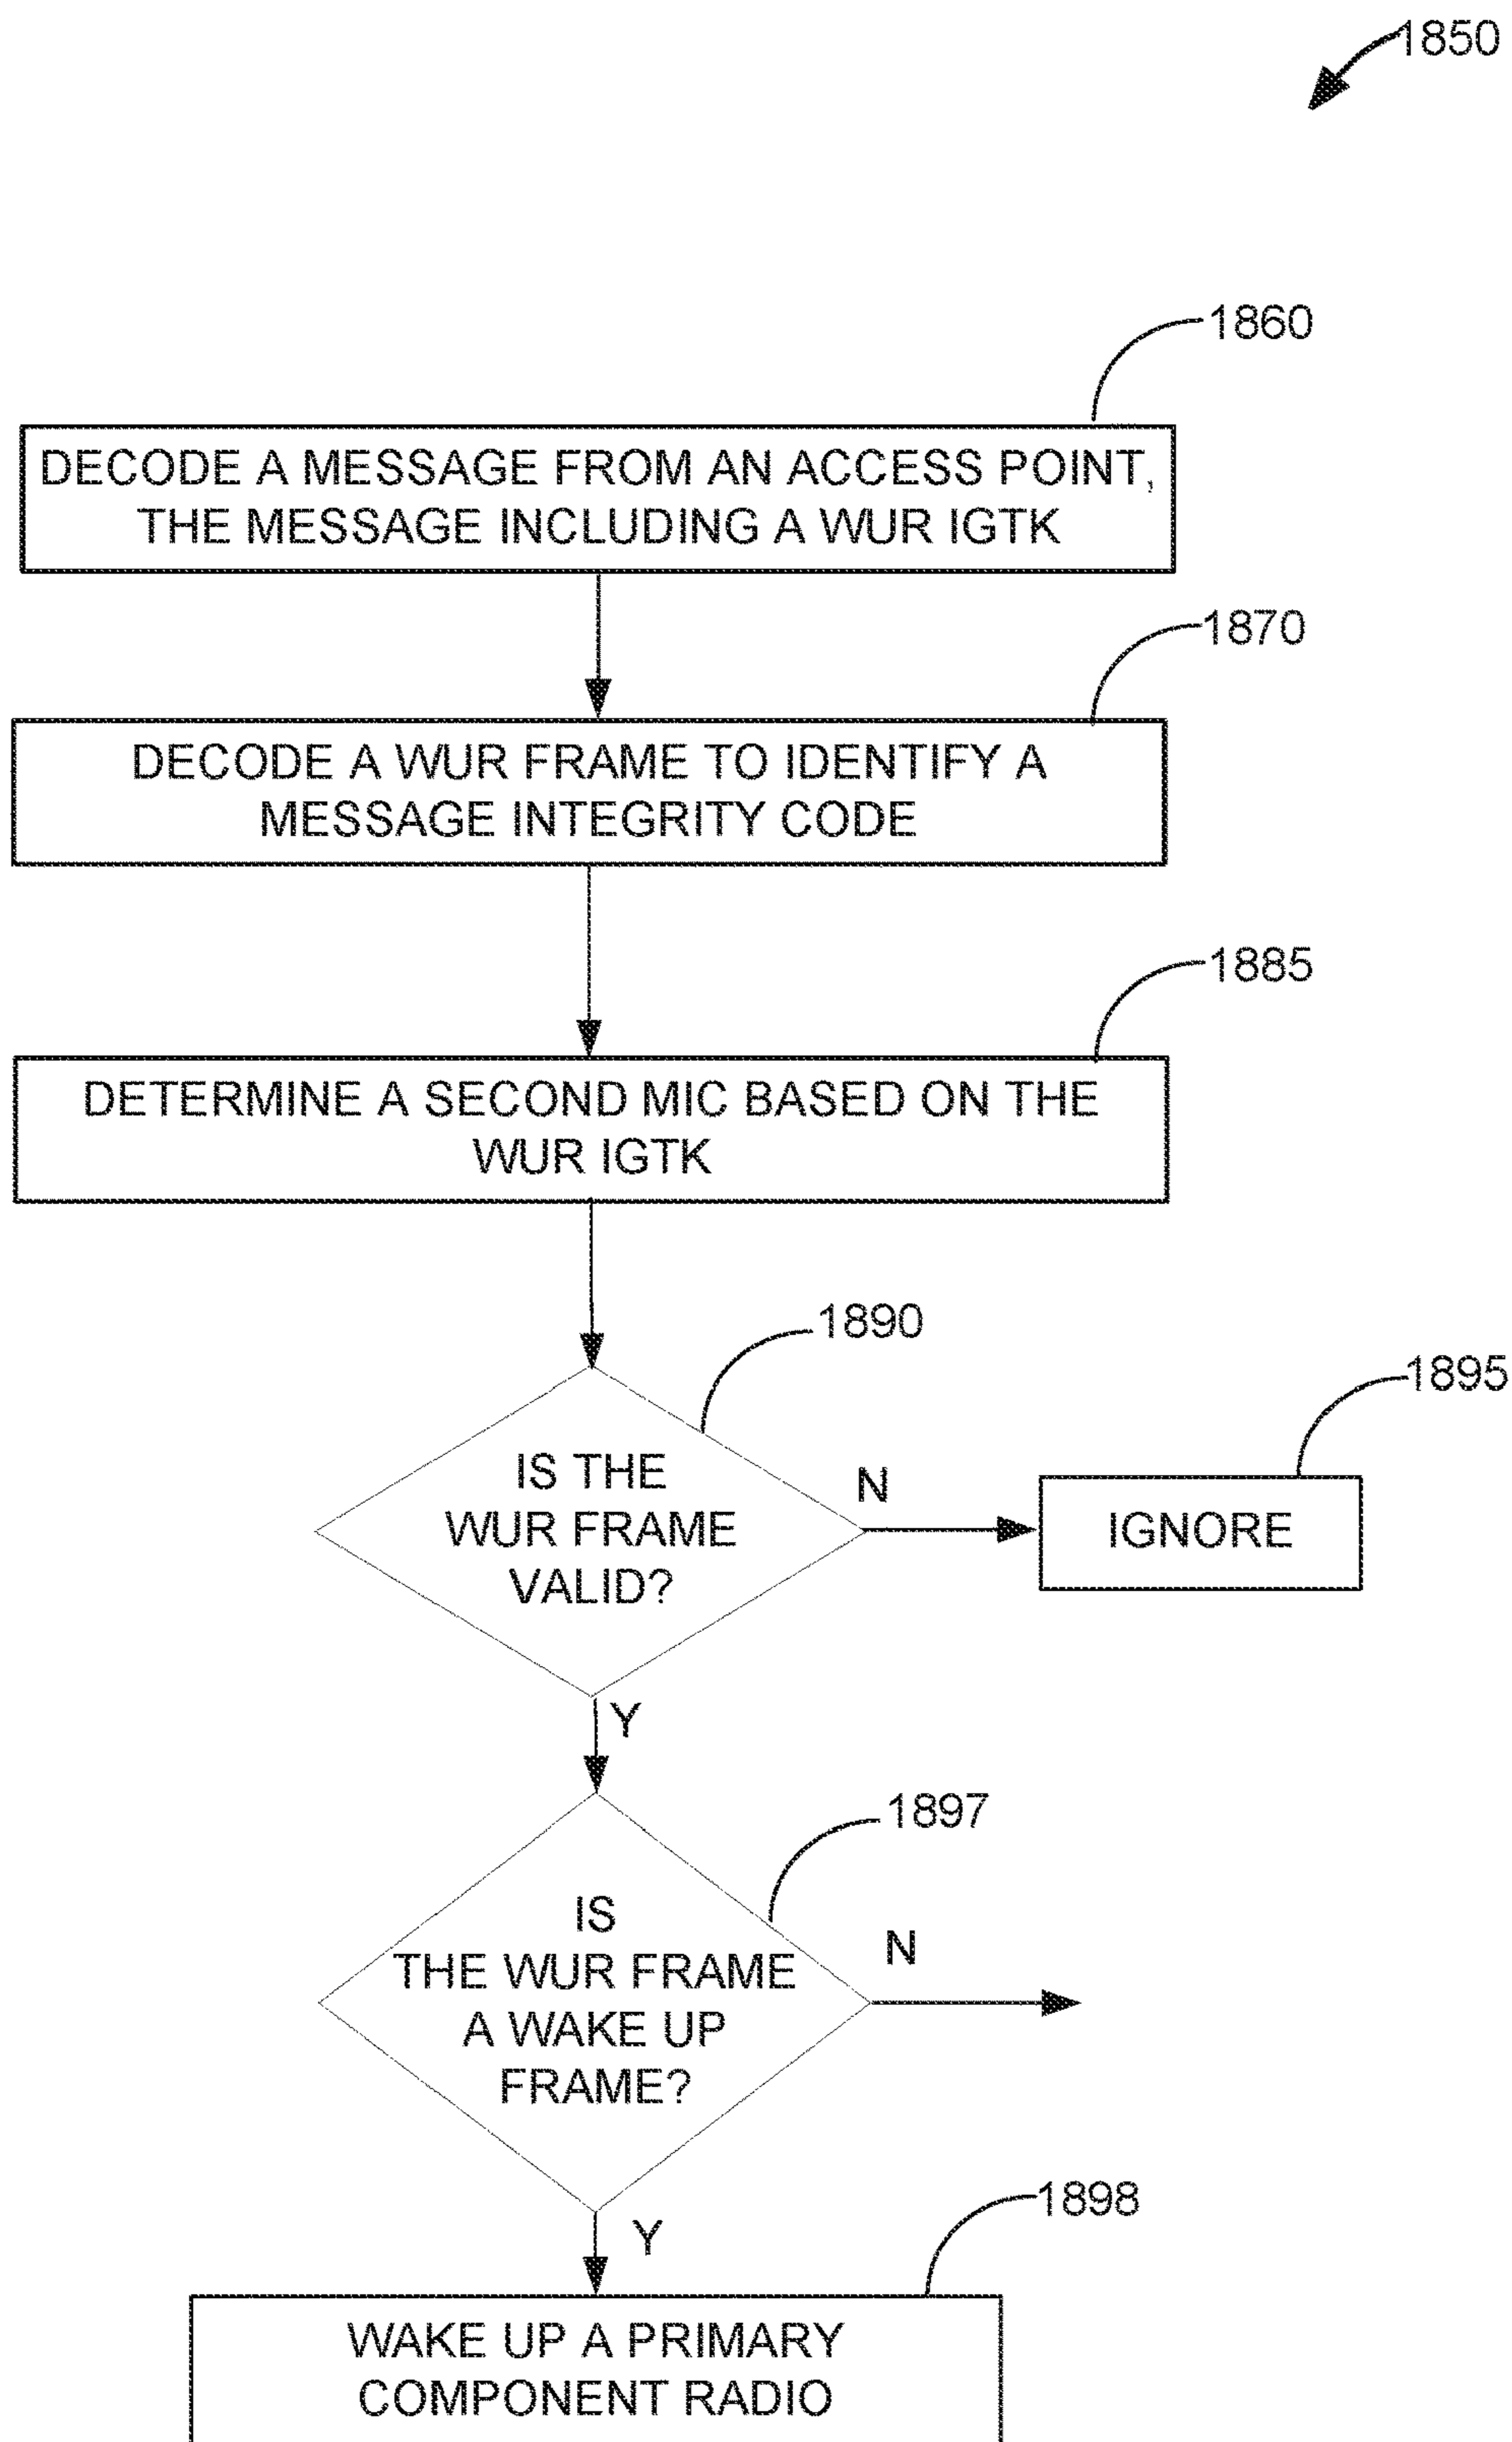 1850
1860
DECODE A MESSAGE FROM AN ACCESS POINT,
THE MESSAGE INCLUDING A WUR IGTK
1870
DECODE A WUR FRAME TO IDENTIFY A
MESSAGE INTEGRITY CODE
1885
DETERMINE A SECOND MIC BASED ON THE
WUR IGTK
1890
1895
IS THE
WUR FRAME
VALID?
N
IGNORE
Y
1897
IS
THE WUR FRAME
A WAKE UP
FRAME?
N
Y
1898
WAKE UP A PRIMARY
COMPONENT RADIO